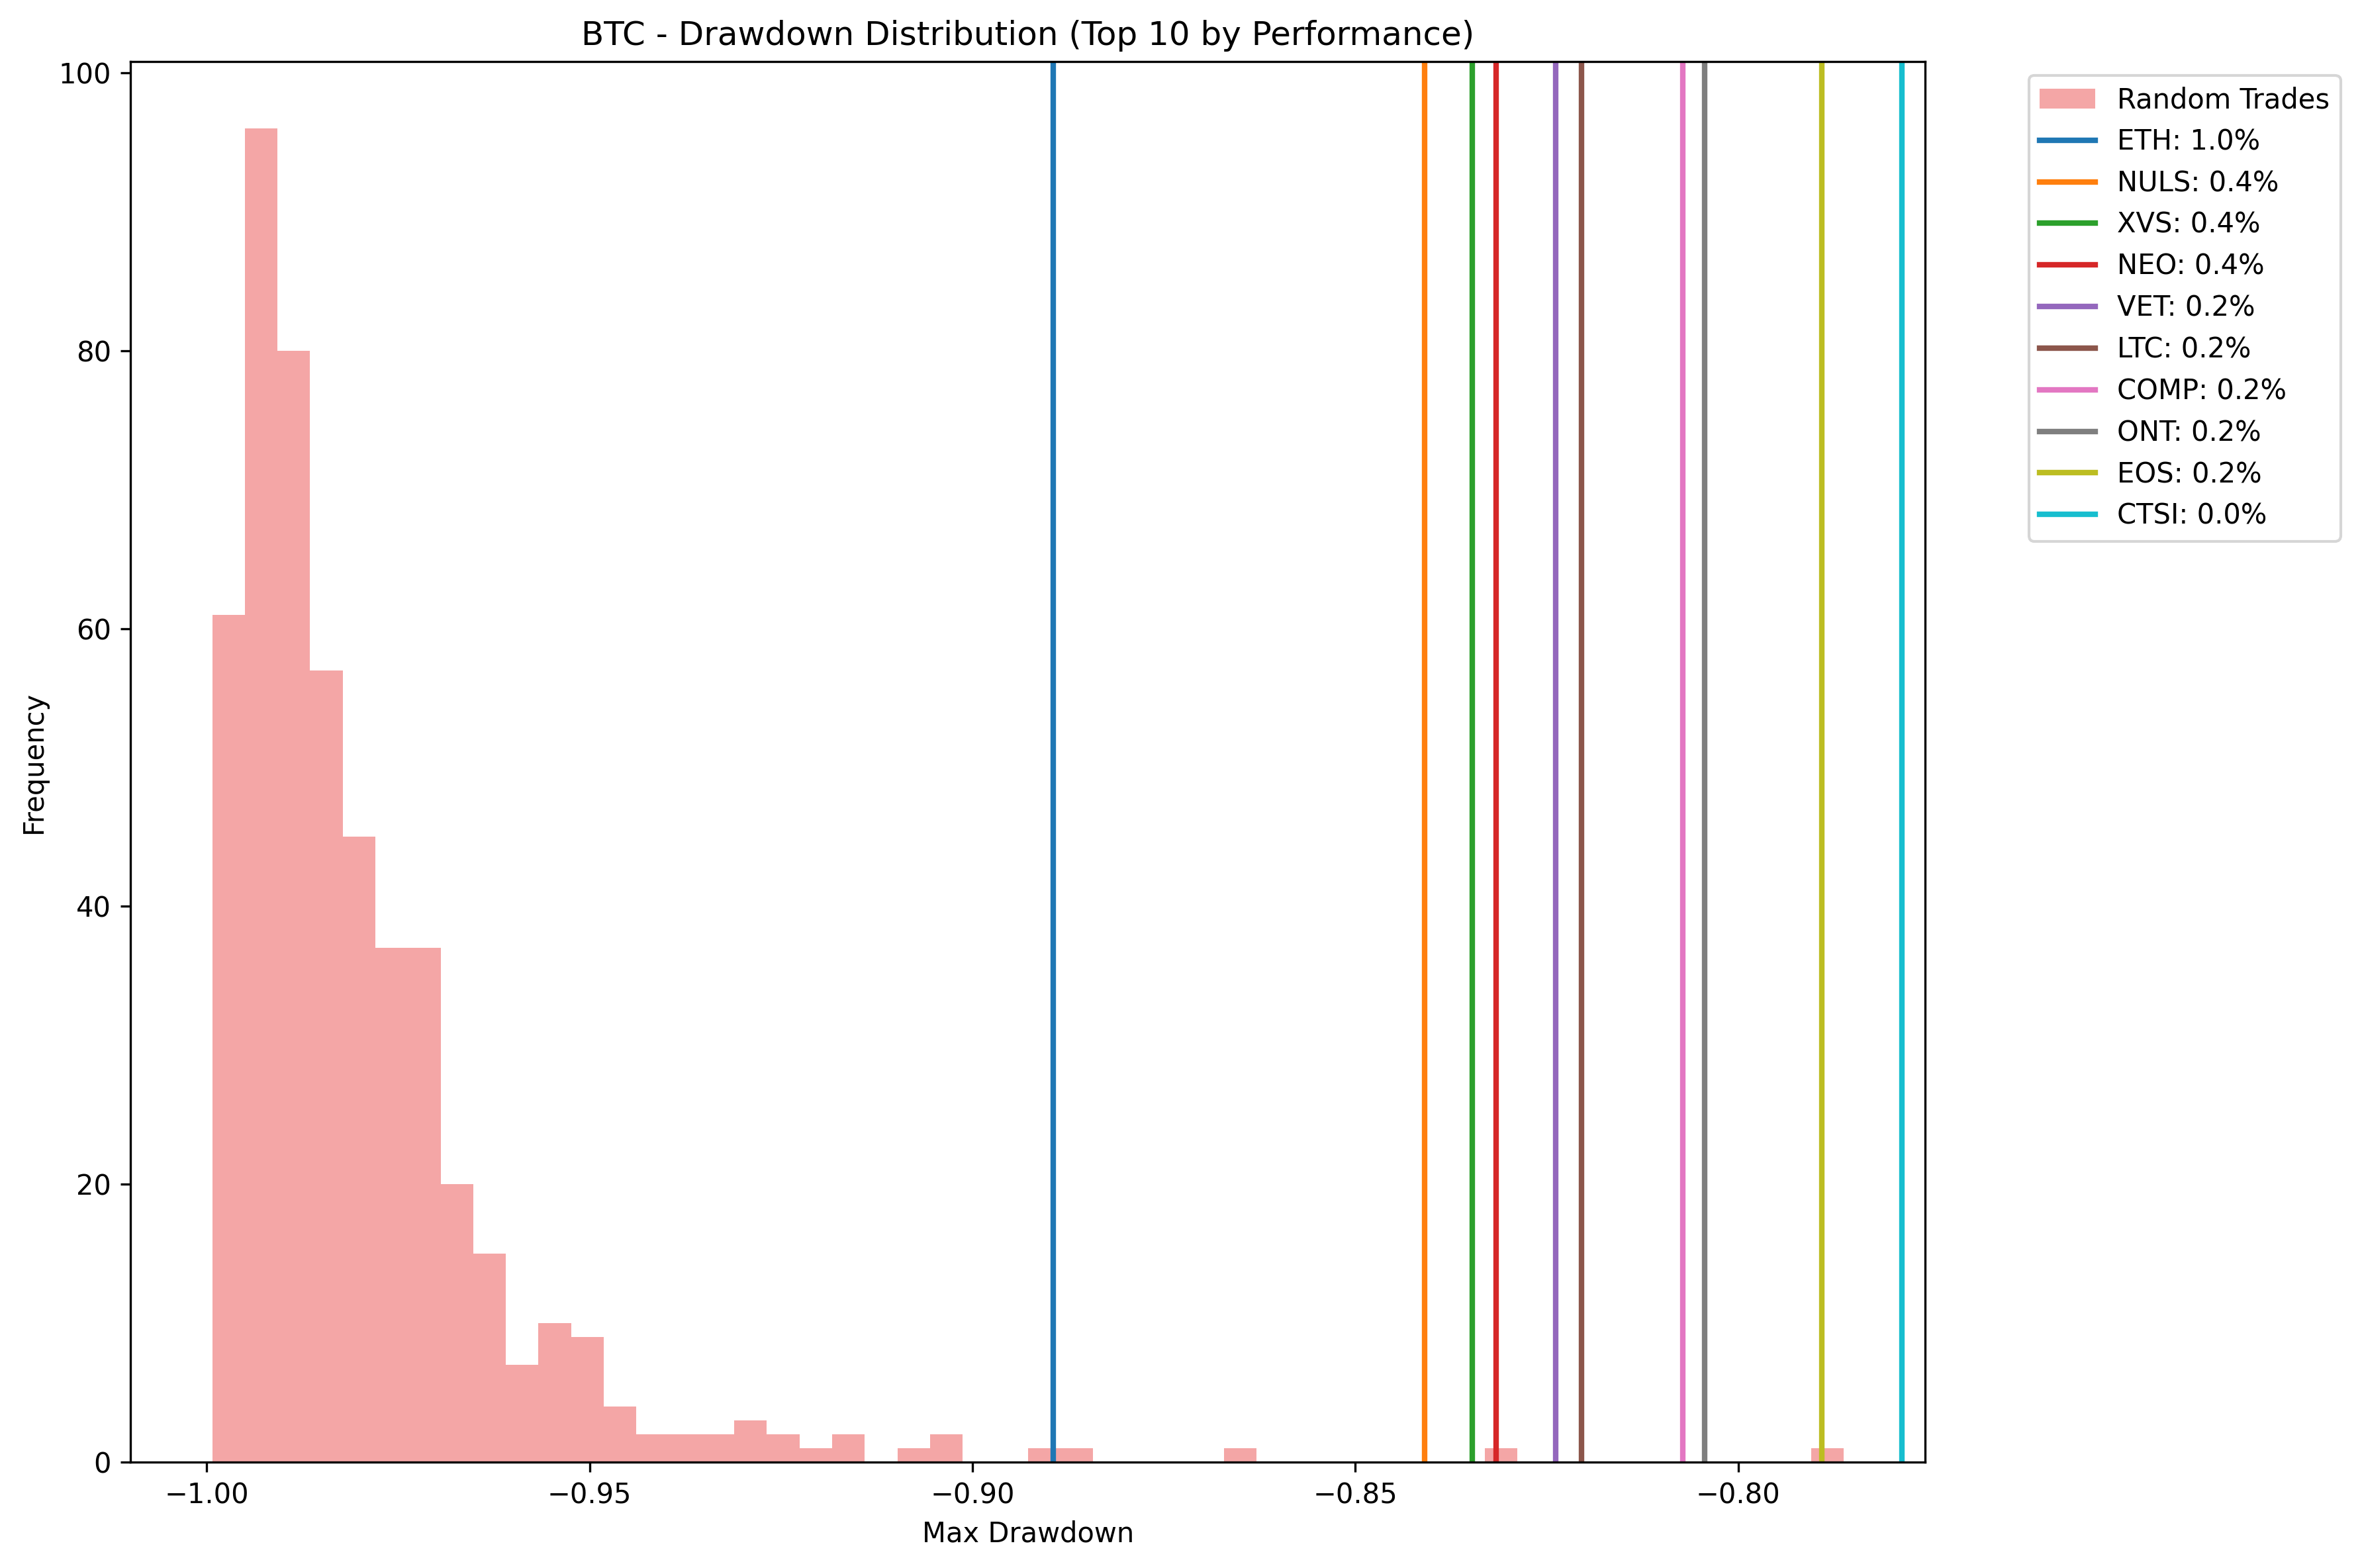 BTC - Drawdown Distribution (Top 10 by Performance)
100
80
60
40
20
0
Frequency
−1.00
−0.95
−0.90
−0.85
−0.80
Max Drawdown
Random Trades
ETH: 1.0%
NULS: 0.4%
XVS: 0.4%
NEO: 0.4%
VET: 0.2%
LTC: 0.2%
COMP: 0.2%
ONT: 0.2%
EOS: 0.2%
CTSI: 0.0%